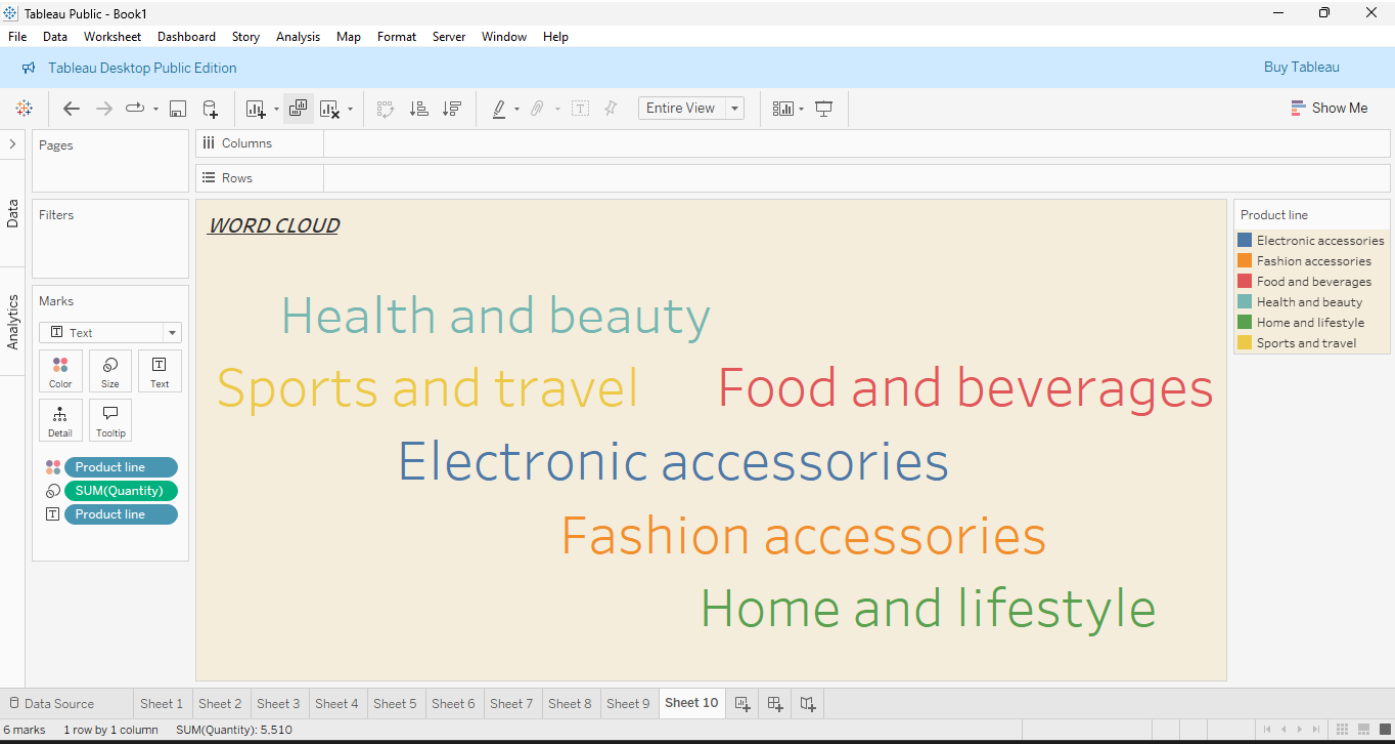 Tableau Public - Book1
File Data Worksheet Dashboard Story Analysis Map Format Server Window Help
Tableau Desktop Public Edition
Buy Tableau
Entire View
Show Me
Pages
Columns
Rows
Data
Analytics
Filters
Marks
Text
Color Size Text
Detail Tooltip
Product line
SUM(Quantity)
Product line
WORD CLOUD
Health and beauty
Sports and travel Food and beverages
Electronic accessories
Fashion accessories
Home and lifestyle
Product line
Electronic accessories
Fashion accessories
Food and beverages
Health and beauty
Home and lifestyle
Sports and travel
Data Source Sheet 1 Sheet 2 Sheet 3 Sheet 4 Sheet 5 Sheet 6 Sheet 7 Sheet 8 Sheet 9 Sheet 10
6 marks 1 row by 1 column SUM(Quantity): 5,510